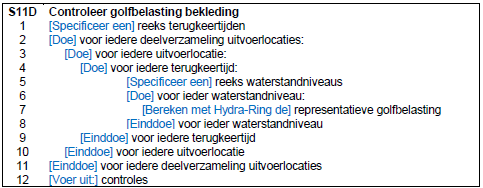 S11D Controleer golfbelasting bekleding
1 [Specificeer een] reeks terugkeertijden
2 [Doe] voor iedere deelverzameling uitvoerlocaties:
3 [Doe] voor iedere uitvoerlocatie:
4 [Doe] voor iedere terugkeertijd:
5 [Specificeer een] reeks waterstandniveaus
6 [Doe] voor ieder waterstandniveau:
7 [Bereken met Hydra-Ring de] representatieve golfbelasting
8 [Einddoe] voor ieder waterstandniveau
9 [Einddoe] voor iedere terugkeertijd
10 [Einddoe] voor iedere uitvoerlocatie
11 [Einddoe] voor iedere deelverzameling uitvoerlocaties
12 [Voer uit:] controles